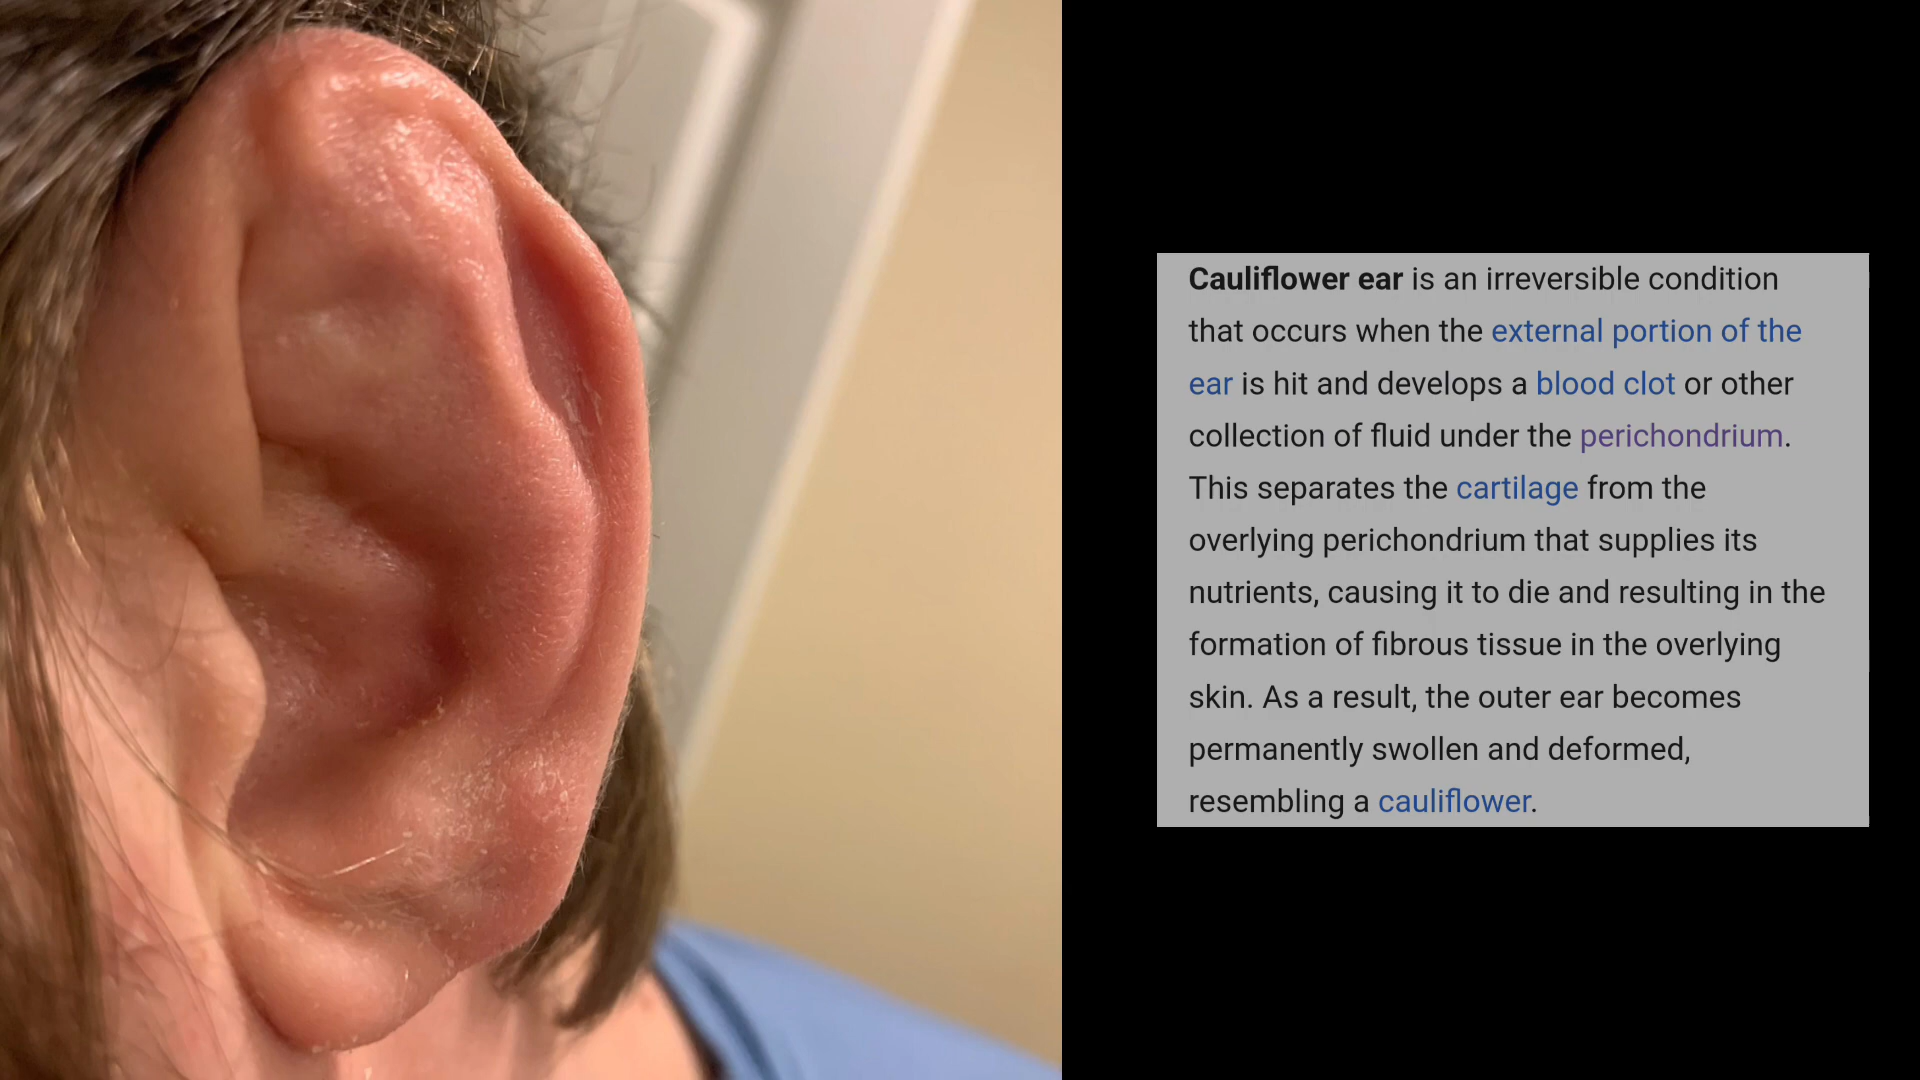 Cauliflower ear is an irreversible condition
that occurs when the external portion of the
ear is hit and develops a blood clot or other
collection of fluid under the perichondrium.
This separates the cartilage from the
overlying perichondrium that supplies its
nutrients, causing it to die and resulting in the
formation of fibrous tissue in the overlying
skin. As a result, the outer ear becomes
permanently swollen and deformed,
resembling a cauliflower.